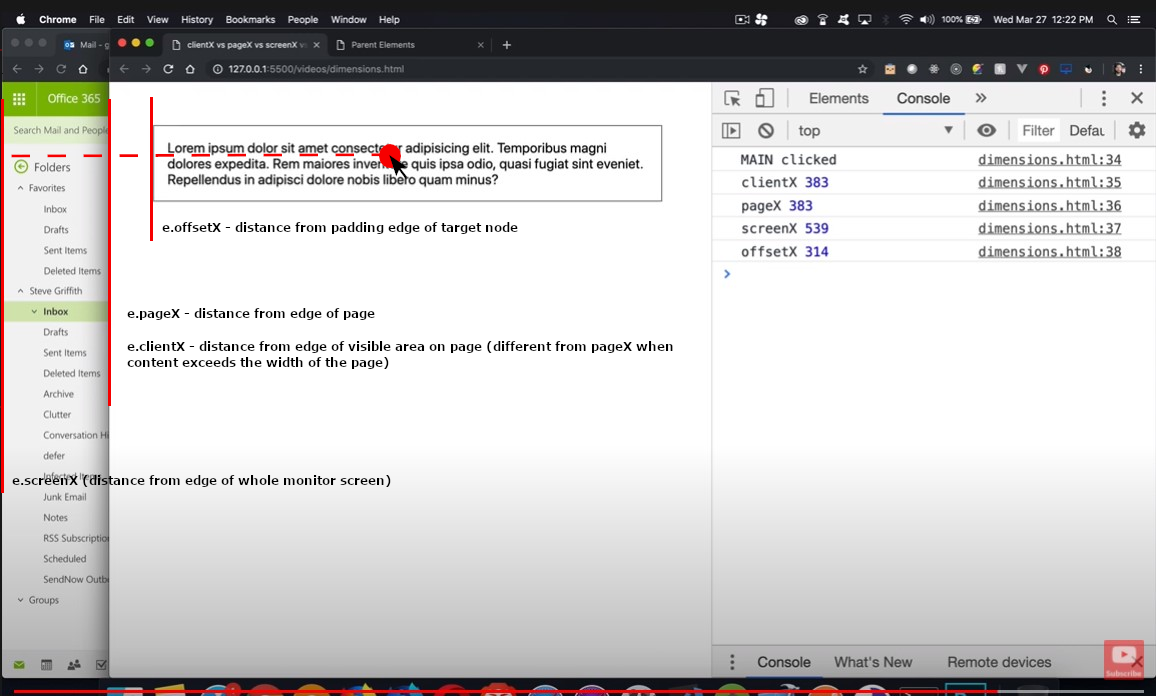 Chrome File Edit View History Bookmarks People Window Help
100% Wed Mar 27 12:22 PM
Mail - g
clientX vs pageX vs screenX v
Parent Elements
127.0.0.1:5500/videos/dimensions.html
Office 365
Search Mail and People
Folders
Favorites
Inbox
Drafts
Sent Items
Deleted Items
Steve Griffith
Inbox
Drafts
Sent Items
Deleted Items
Archive
Clutter
Conversation Hi
defer
Infected Items
Junk Email
Notes
RSS Subscription
Scheduled
SendNow Outb
Groups
Lorem ipsum dolor sit amet consectetur adipisicing elit. Temporibus magni
dolores expedita. Rem maiores inventore quis ipsa odio, quasi fugiat sint eveniet.
Repellendus in adipisci dolore nobis libero quam minus?
e.offsetX - distance from padding edge of target node
e.pageX - distance from edge of page
e.clientX - distance from edge of visible area on page (different from pageX when
content exceeds the width of the page)
e.screenX (distance from edge of whole monitor screen)
Elements Console »
top Filter Defau
MAIN clicked dimensions.html:34
clientX 383 dimensions.html:35
pageX 383 dimensions.html:36
screenX 539 dimensions.html:37
offsetX 314 dimensions.html:38
Console What's New Remote devices
Subscribe